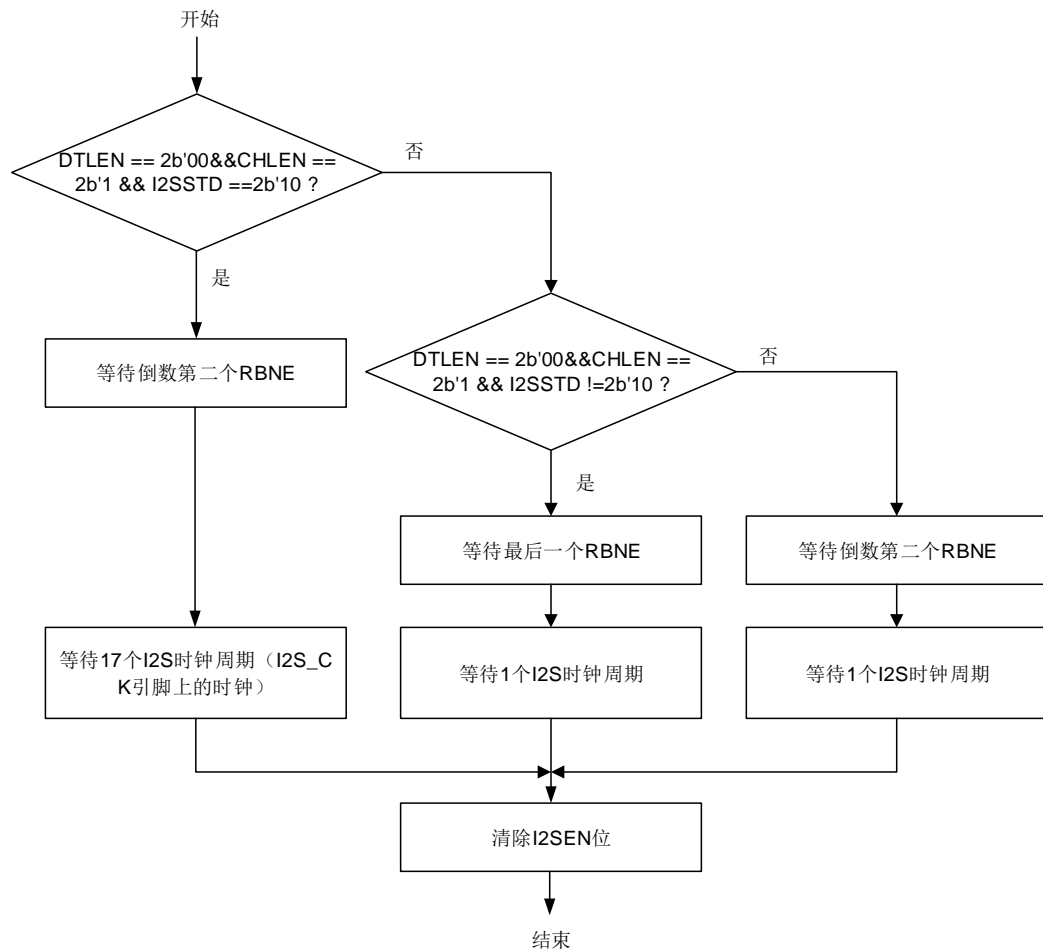 开始
DTLEN == 2b'00&&CHLEN ==
2b'1 && I2SSTD ==2b'10 ?
否
是
DTLEN == 2b'00&&CHLEN ==
2b'1 && I2SSTD !=2b'10 ?
否
等待倒数第二个RBNE
是
等待最后一个RBNE
等待倒数第二个RBNE
等待17个I2S时钟周期（I2S_C
K引脚上的时钟）
等待1个I2S时钟周期
等待1个I2S时钟周期
清除I2SEN位
结束